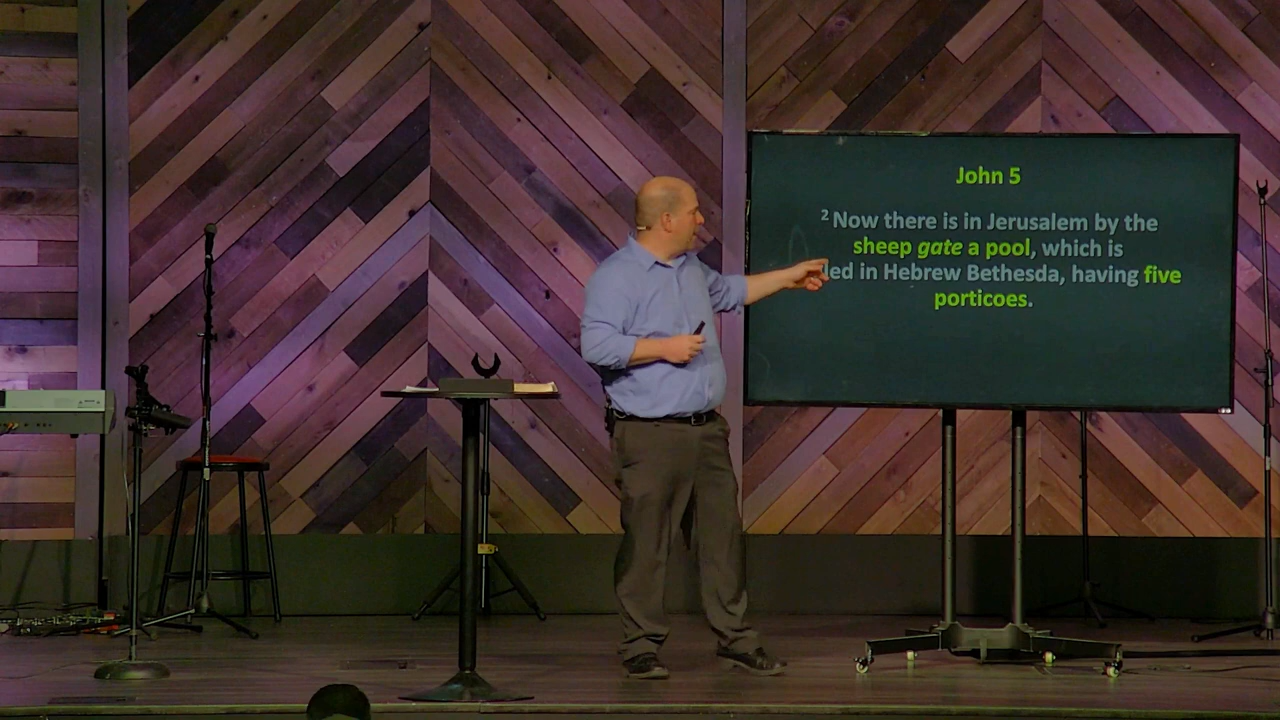 John 5
2 Now there is in Jerusalem by the
sheep gate a pool, which is
led in Hebrew Bethesda, having five
porticoes.